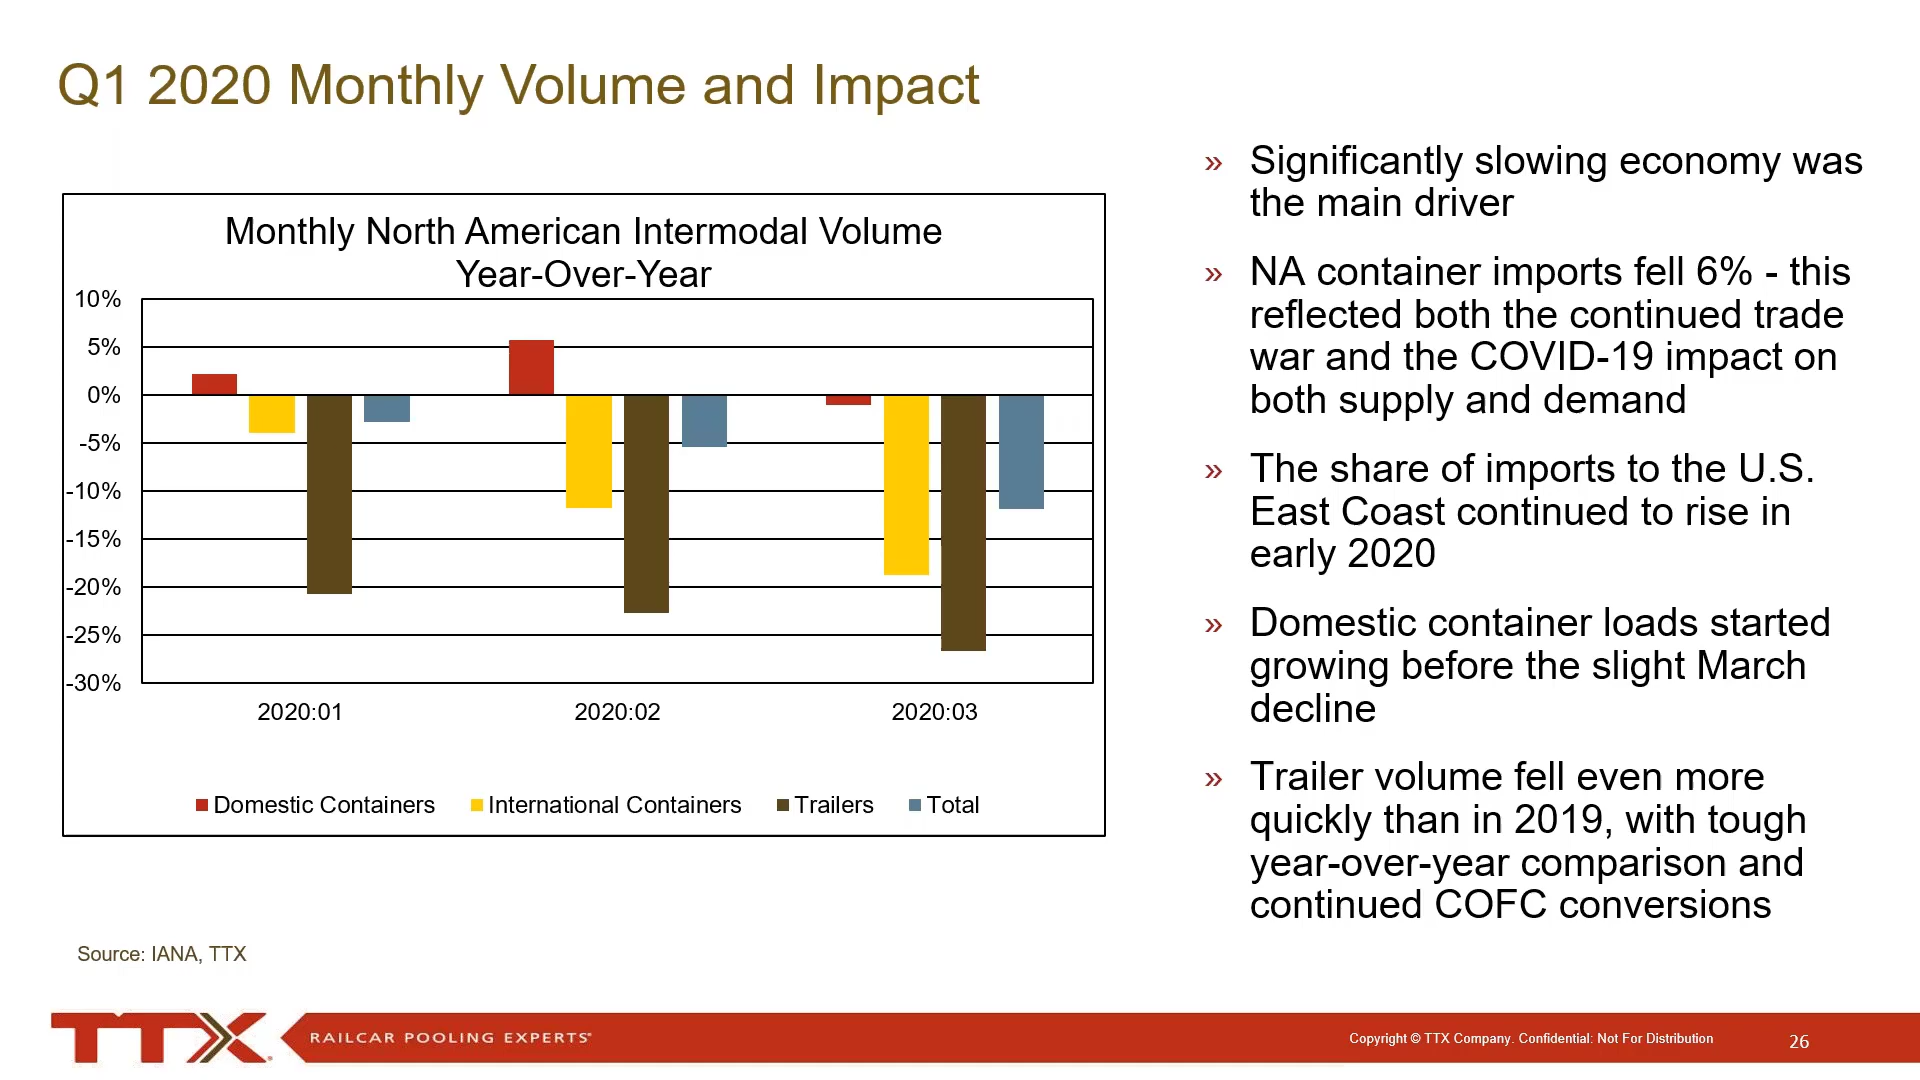 Q1 2020 Monthly Volume and Impact
Monthly North American Intermodal Volume
Year-Over-Year
10%
5%
0%
-5%
-10%
-15%
-20%
-25%
-30%
2020:01 2020:02 2020:03
Domestic Containers International Containers Trailers Total
Source: IANA, TTX
» Significantly slowing economy was
the main driver
» NA container imports fell 6% - this
reflected both the continued trade
war and the COVID-19 impact on
both supply and demand
» The share of imports to the U.S.
East Coast continued to rise in
early 2020
» Domestic container loads started
growing before the slight March
decline
» Trailer volume fell even more
quickly than in 2019, with tough
year-over-year comparison and
continued COFC conversions
TTX
RAILCAR POOLING EXPERTS®
Copyright © TTX Company. Confidential: Not For Distribution
26